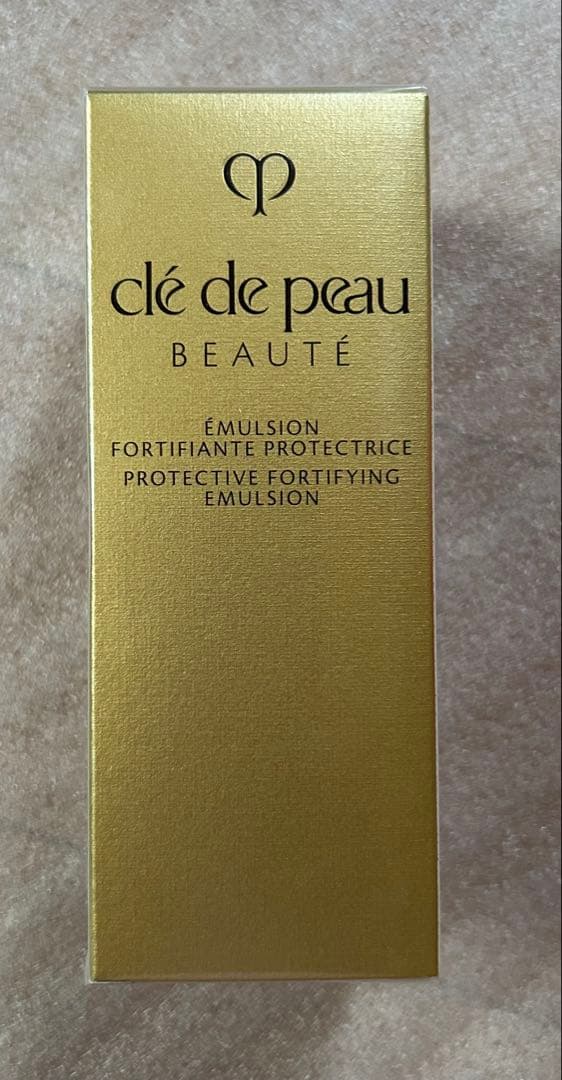 clé de peau
BEAUTÉ
ÉMULSION
FORTIFIANTE PROTECTRICE
PROTECTIVE FORTIFYING
EMULSION